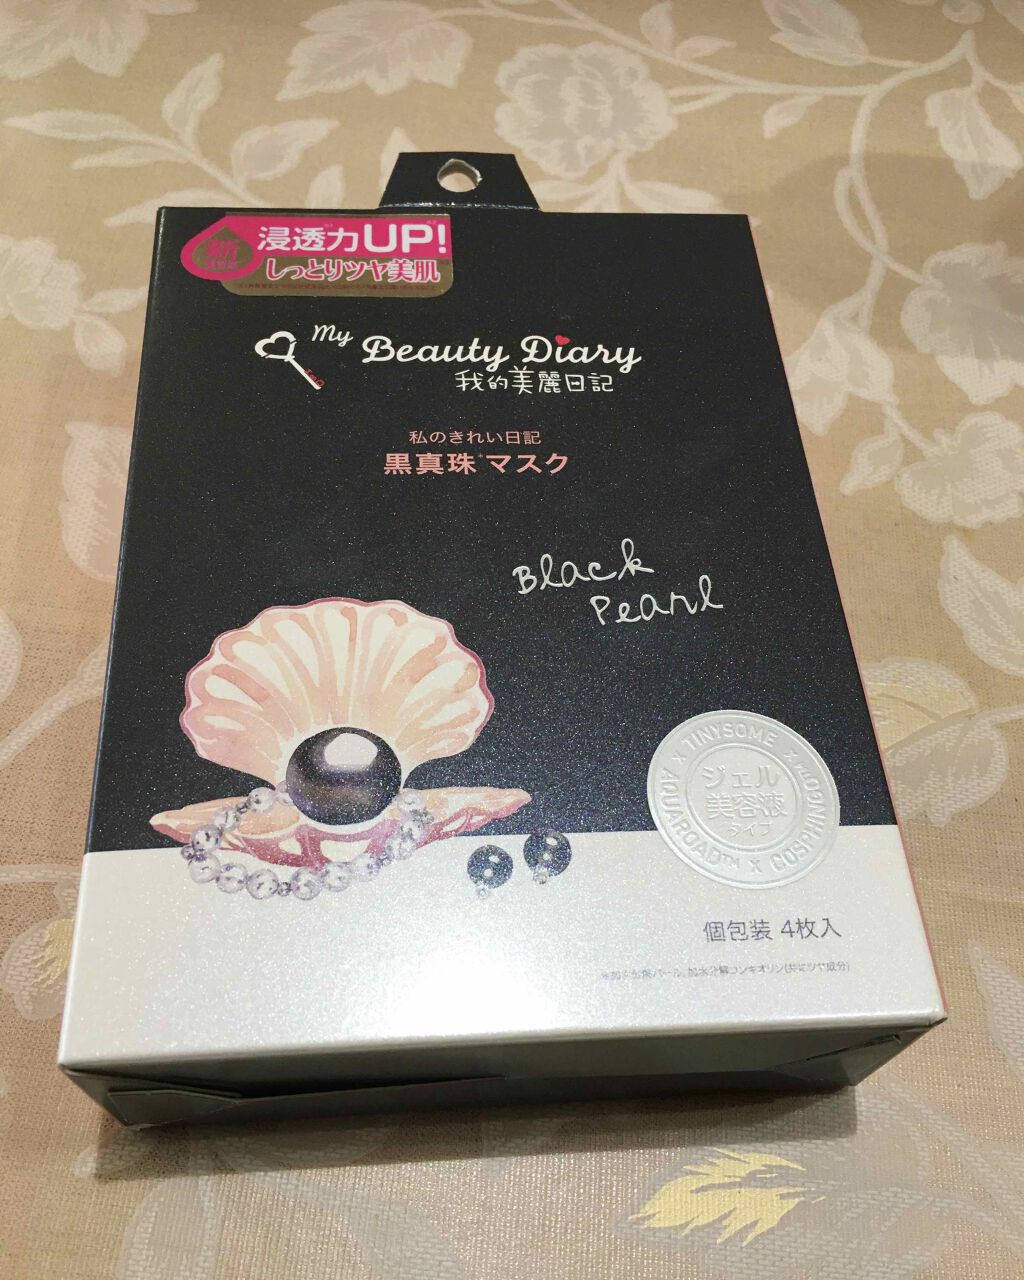 新
浸透力UP!
しっとりツヤ美肌
My
Beauty Diary
我的美麗日記
私のきれい日記
黒真珠*マスク
Black
Pearl
TINYSOME x MOOINIHPSOC x AQUAROAD™ x
ジェル
美容液
タイプ
個包装 4枚入